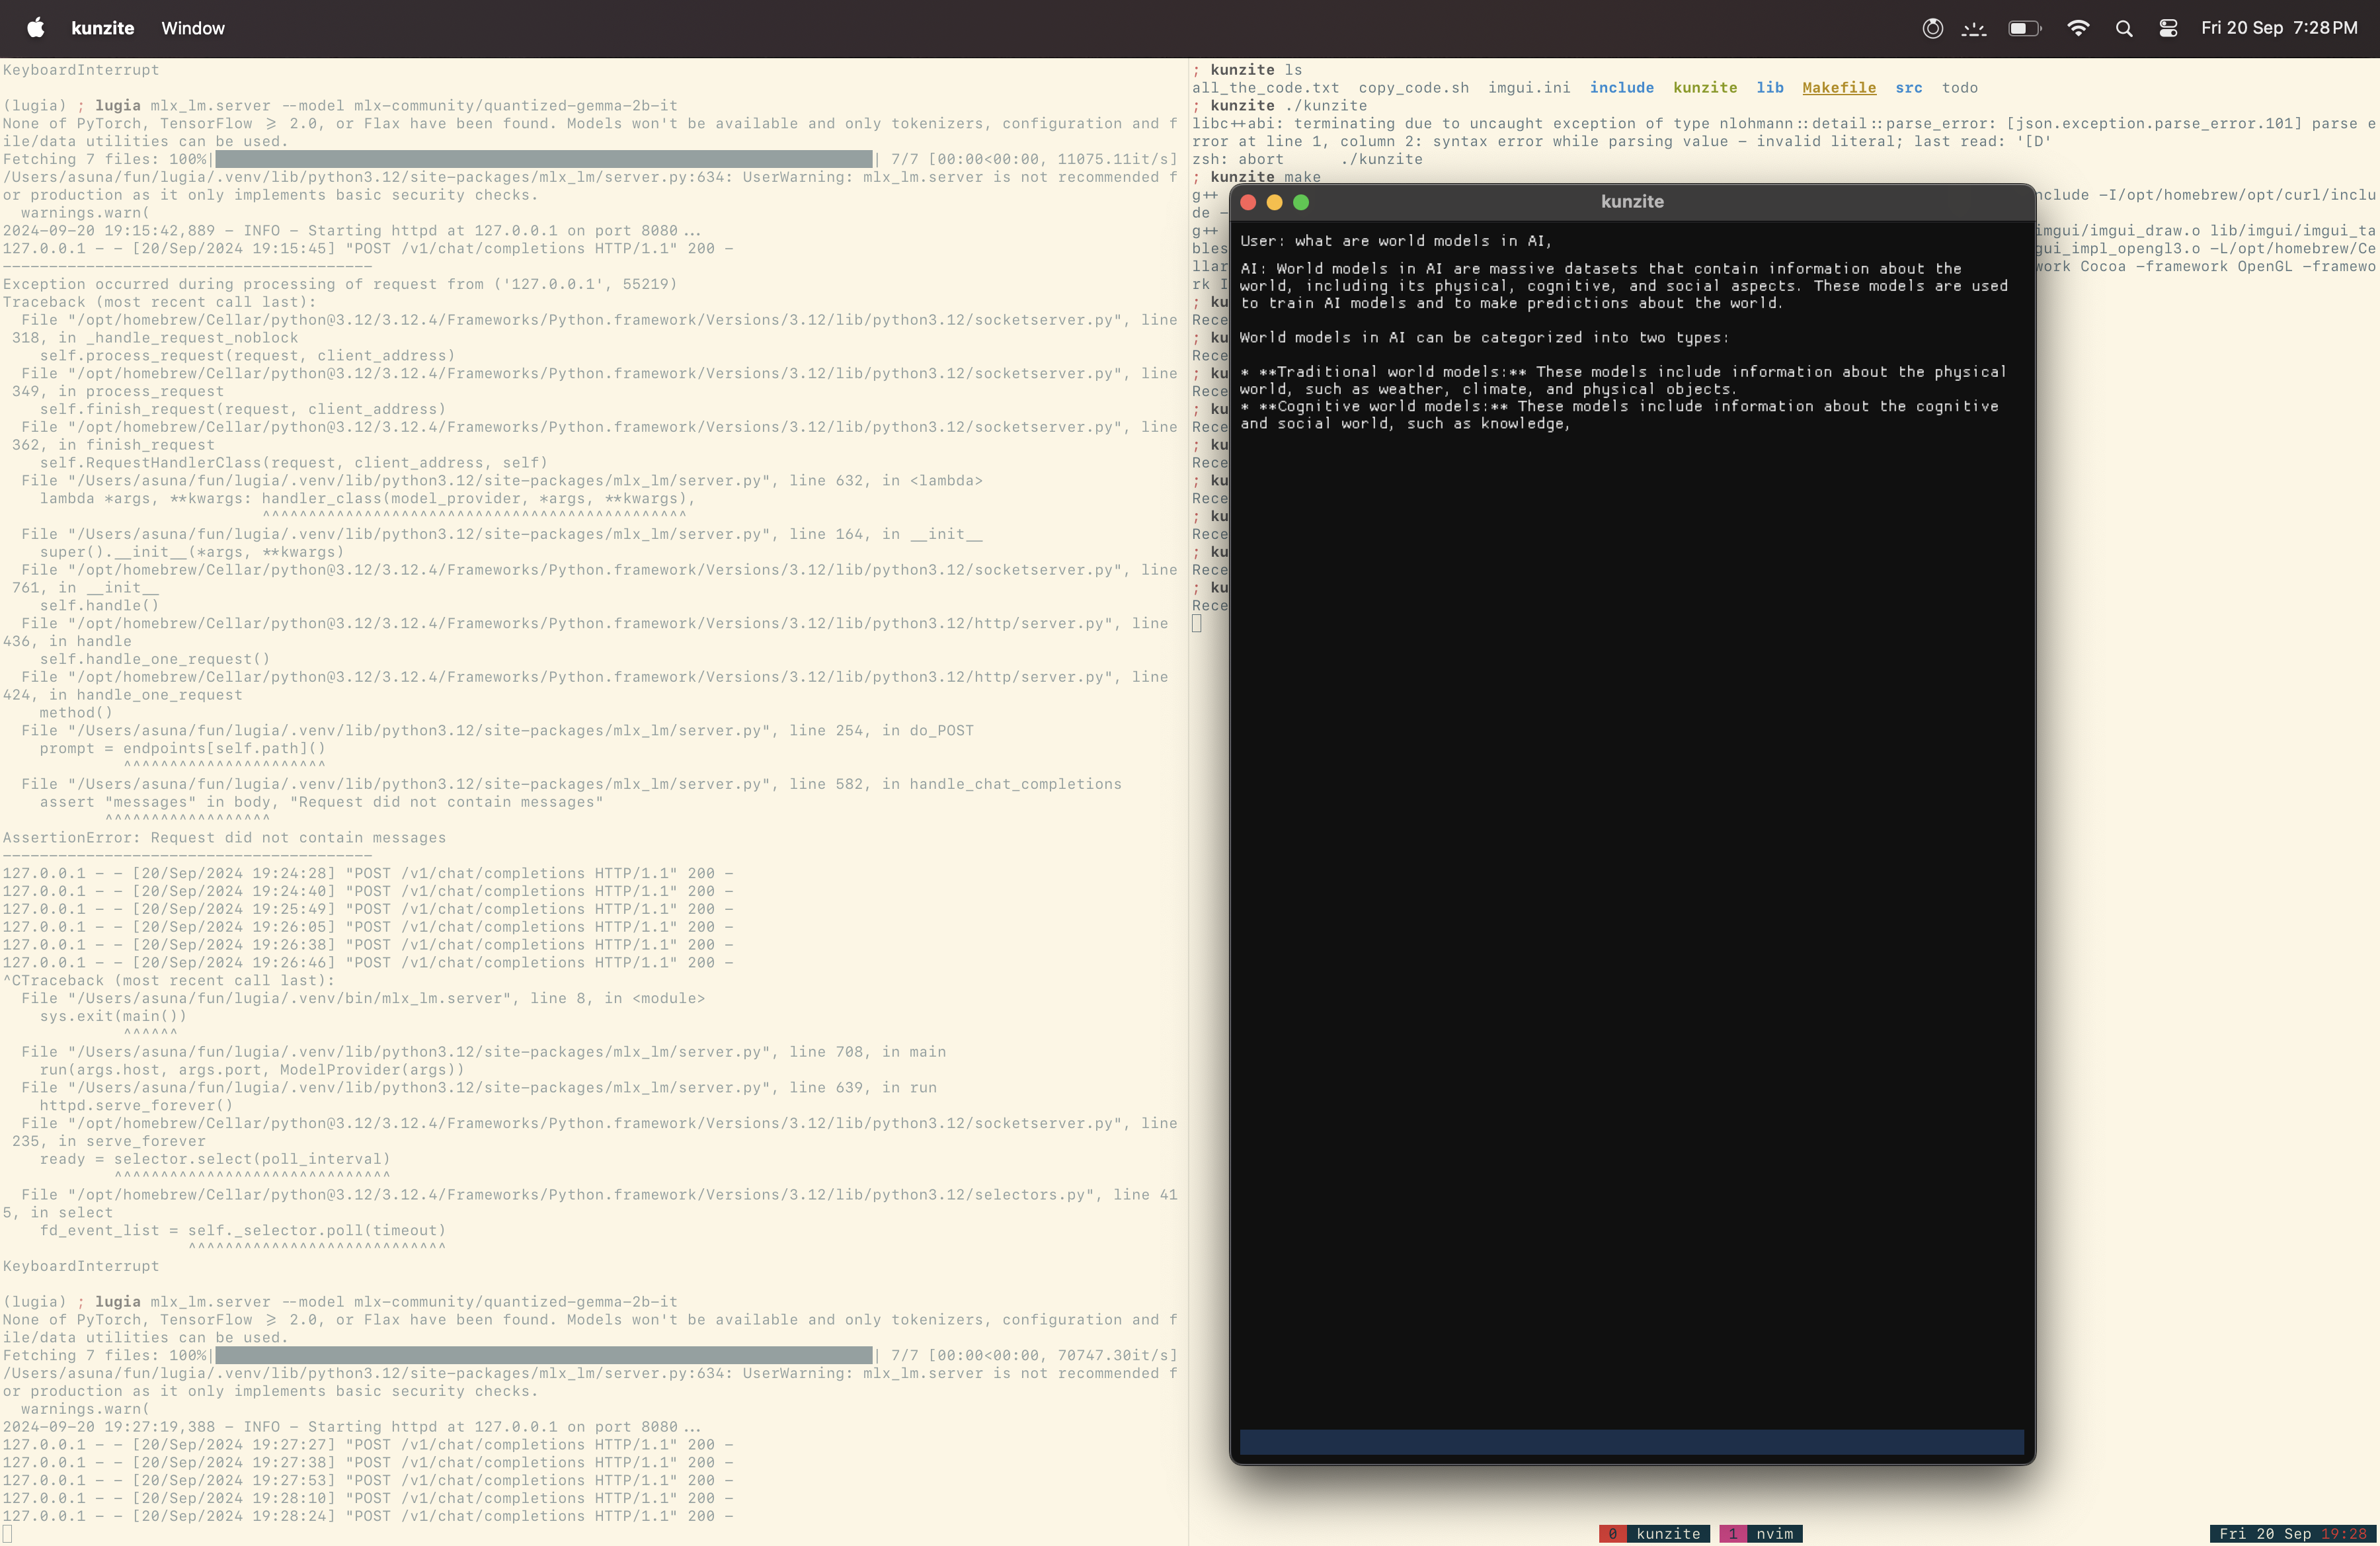 kunzite Window Fri 20 Sep 7:28 PM
KeyboardInterrupt
(lugia) ; lugia mlx_lm.server --model mlx-community/quantized-gemma-2b-it
None of PyTorch, TensorFlow >= 2.0, or Flax have been found. Models won't be available and only tokenizers, configuration and f
ile/data utilities can be used.
Fetching 7 files: 100%| | 7/7 [00:00<00:00, 11075.11it/s]
/Users/asuna/fun/lugia/.venv/lib/python3.12/site-packages/mlx_lm/server.py:634: UserWarning: mlx_lm.server is not recommended f
or production as it only implements basic security checks.
warnings.warn(
2024-09-20 19:15:42,889 - INFO - Starting httpd at 127.0.0.1 on port 8080...
127.0.0.1 - - [20/Sep/2024 19:15:45] "POST /v1/chat/completions HTTP/1.1" 200 -
----------------------------------------
Exception occurred during processing of request from ('127.0.0.1', 55219)
Traceback (most recent call last):
File "/opt/homebrew/Cellar/python@3.12/3.12.4/Frameworks/Python.framework/Versions/3.12/lib/python3.12/socketserver.py", line
318, in _handle_request_noblock
self.process_request(request, client_address)
File "/opt/homebrew/Cellar/python@3.12/3.12.4/Frameworks/Python.framework/Versions/3.12/lib/python3.12/socketserver.py", line
349, in process_request
self.finish_request(request, client_address)
File "/opt/homebrew/Cellar/python@3.12/3.12.4/Frameworks/Python.framework/Versions/3.12/lib/python3.12/socketserver.py", line
362, in finish_request
self.RequestHandlerClass(request, client_address, self)
File "/Users/asuna/fun/lugia/.venv/lib/python3.12/site-packages/mlx_lm/server.py", line 632, in <lambda>
lambda *args, **kwargs: handler_class(model_provider, *args, **kwargs),
^^^^^^^^^^^^^^^^^^^^^^^^^^^^^^^^^^^^^^^^^^^^^^
File "/Users/asuna/fun/lugia/.venv/lib/python3.12/site-packages/mlx_lm/server.py", line 164, in __init__
super().__init__(*args, **kwargs)
File "/opt/homebrew/Cellar/python@3.12/3.12.4/Frameworks/Python.framework/Versions/3.12/lib/python3.12/socketserver.py", line
761, in __init__
self.handle()
File "/opt/homebrew/Cellar/python@3.12/3.12.4/Frameworks/Python.framework/Versions/3.12/lib/python3.12/http/server.py", line
436, in handle
self.handle_one_request()
File "/opt/homebrew/Cellar/python@3.12/3.12.4/Frameworks/Python.framework/Versions/3.12/lib/python3.12/http/server.py", line
424, in handle_one_request
method()
File "/Users/asuna/fun/lugia/.venv/lib/python3.12/site-packages/mlx_lm/server.py", line 254, in do_POST
prompt = endpoints[self.path]()
^^^^^^^^^^^^^^^^^^^^^^
File "/Users/asuna/fun/lugia/.venv/lib/python3.12/site-packages/mlx_lm/server.py", line 582, in handle_chat_completions
assert "messages" in body, "Request did not contain messages"
^^^^^^^^^^^^^^^^^^
AssertionError: Request did not contain messages
----------------------------------------
127.0.0.1 - - [20/Sep/2024 19:24:28] "POST /v1/chat/completions HTTP/1.1" 200 -
127.0.0.1 - - [20/Sep/2024 19:24:40] "POST /v1/chat/completions HTTP/1.1" 200 -
127.0.0.1 - - [20/Sep/2024 19:25:49] "POST /v1/chat/completions HTTP/1.1" 200 -
127.0.0.1 - - [20/Sep/2024 19:26:05] "POST /v1/chat/completions HTTP/1.1" 200 -
127.0.0.1 - - [20/Sep/2024 19:26:38] "POST /v1/chat/completions HTTP/1.1" 200 -
127.0.0.1 - - [20/Sep/2024 19:26:46] "POST /v1/chat/completions HTTP/1.1" 200 -
^CTraceback (most recent call last):
File "/Users/asuna/fun/lugia/.venv/bin/mlx_lm.server", line 8, in <module>
sys.exit(main())
^^^^^^
File "/Users/asuna/fun/lugia/.venv/lib/python3.12/site-packages/mlx_lm/server.py", line 708, in main
run(args.host, args.port, ModelProvider(args))
File "/Users/asuna/fun/lugia/.venv/lib/python3.12/site-packages/mlx_lm/server.py", line 639, in run
httpd.serve_forever()
File "/opt/homebrew/Cellar/python@3.12/3.12.4/Frameworks/Python.framework/Versions/3.12/lib/python3.12/socketserver.py", line
235, in serve_forever
ready = selector.select(poll_interval)
^^^^^^^^^^^^^^^^^^^^^^^^^^^^^^
File "/opt/homebrew/Cellar/python@3.12/3.12.4/Frameworks/Python.framework/Versions/3.12/lib/python3.12/selectors.py", line 41
5, in select
fd_event_list = self._selector.poll(timeout)
^^^^^^^^^^^^^^^^^^^^^^^^^^^^
KeyboardInterrupt
(lugia) ; lugia mlx_lm.server --model mlx-community/quantized-gemma-2b-it
None of PyTorch, TensorFlow >= 2.0, or Flax have been found. Models won't be available and only tokenizers, configuration and f
ile/data utilities can be used.
Fetching 7 files: 100%| | 7/7 [00:00<00:00, 70747.30it/s]
/Users/asuna/fun/lugia/.venv/lib/python3.12/site-packages/mlx_lm/server.py:634: UserWarning: mlx_lm.server is not recommended f
or production as it only implements basic security checks.
warnings.warn(
2024-09-20 19:27:19,388 - INFO - Starting httpd at 127.0.0.1 on port 8080...
127.0.0.1 - - [20/Sep/2024 19:27:27] "POST /v1/chat/completions HTTP/1.1" 200 -
127.0.0.1 - - [20/Sep/2024 19:27:38] "POST /v1/chat/completions HTTP/1.1" 200 -
127.0.0.1 - - [20/Sep/2024 19:27:53] "POST /v1/chat/completions HTTP/1.1" 200 -
127.0.0.1 - - [20/Sep/2024 19:28:10] "POST /v1/chat/completions HTTP/1.1" 200 -
127.0.0.1 - - [20/Sep/2024 19:28:24] "POST /v1/chat/completions HTTP/1.1" 200 -
; kunzite ls
all_the_code.txt copy_code.sh imgui.ini include kunzite lib Makefile src todo
; kunzite ./kunzite
libc++abi: terminating due to uncaught exception of type nlohmann::detail::parse_error: [json.exception.parse_error.101] parse e
rror at line 1, column 2: syntax error while parsing value - invalid literal; last read: '[D'
zsh: abort ./kunzite
; kunzite make
g++ nclude -I/opt/homebrew/opt/curl/inclu
de -
g++ imgui/imgui_draw.o lib/imgui/imgui_ta
bles gui_impl_opengl3.o -L/opt/homebrew/Ce
llar work Cocoa -framework OpenGL -framewo
rk I
; ku
Rece
; ku
Rece
; ku
Rece
; ku
Rece
; ku
Rece
; ku
Rece
; ku
Rece
; ku
Rece
; ku
Rece
kunzite
User: what are world models in AI,
AI: World models in AI are massive datasets that contain information about the
world, including its physical, cognitive, and social aspects. These models are used
to train AI models and to make predictions about the world.
World models in AI can be categorized into two types:
* **Traditional world models:** These models include information about the physical
world, such as weather, climate, and physical objects.
* **Cognitive world models:** These models include information about the cognitive
and social world, such as knowledge,
0 kunzite 1 nvim Fri 20 Sep 19:28